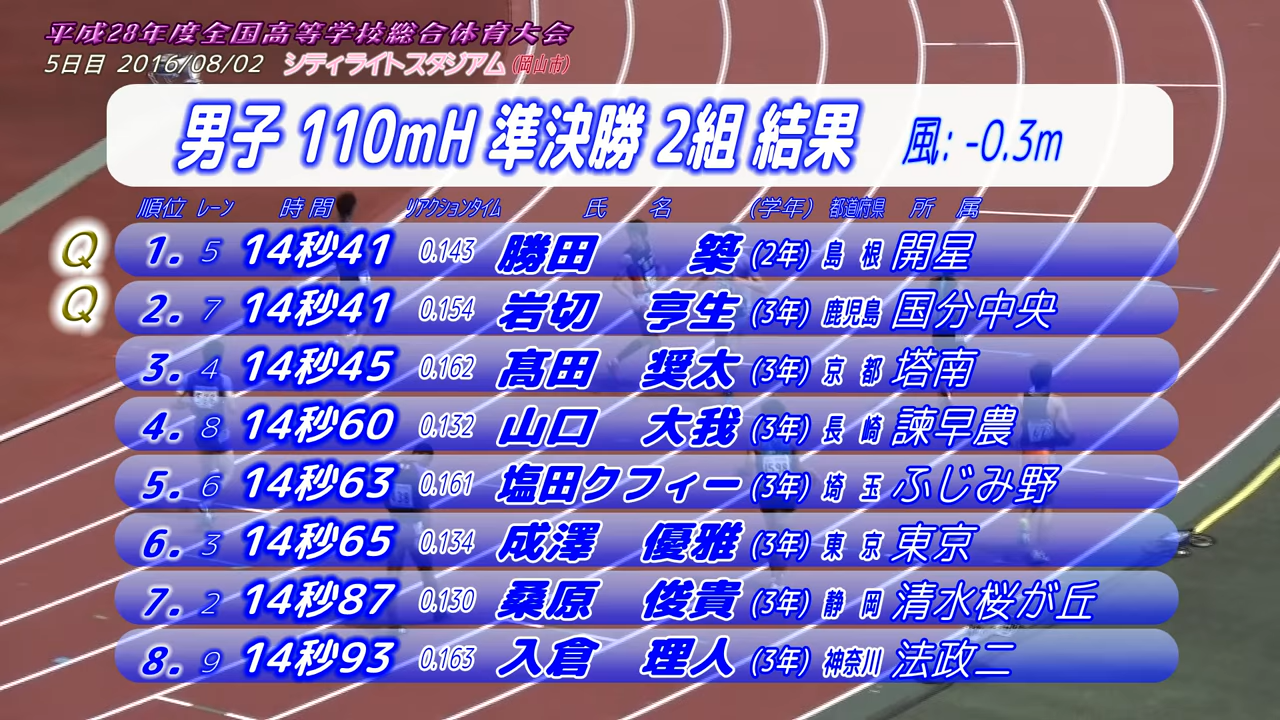 平成28年度全国高等学校総合体育大会
5日目 2016/08/02 シティライトスタジアム (岡山市)
男子 110mH 準決勝 2組 結果 風: -0.3m
順位 レーン 時間 リアクションタイム 氏名 (学年) 都道府県 所属
Q 1. 5 14秒41 0.143 勝田 築 (2年) 島根 開星
Q 2. 7 14秒41 0.154 岩切 亨生 (3年) 鹿児島 国分中央
3. 4 14秒45 0.162 髙田 奨太 (3年) 京都 塔南
4. 8 14秒60 0.132 山口 大我 (3年) 長崎 諫早農
5. 6 14秒63 0.161 塩田クフィー (3年) 埼玉 ふじみ野
6. 3 14秒65 0.134 成澤 優雅 (3年) 東京 東京
7. 2 14秒87 0.130 桑原 俊貴 (3年) 静岡 清水桜が丘
8. 9 14秒93 0.163 入倉 理人 (3年) 神奈川 法政二